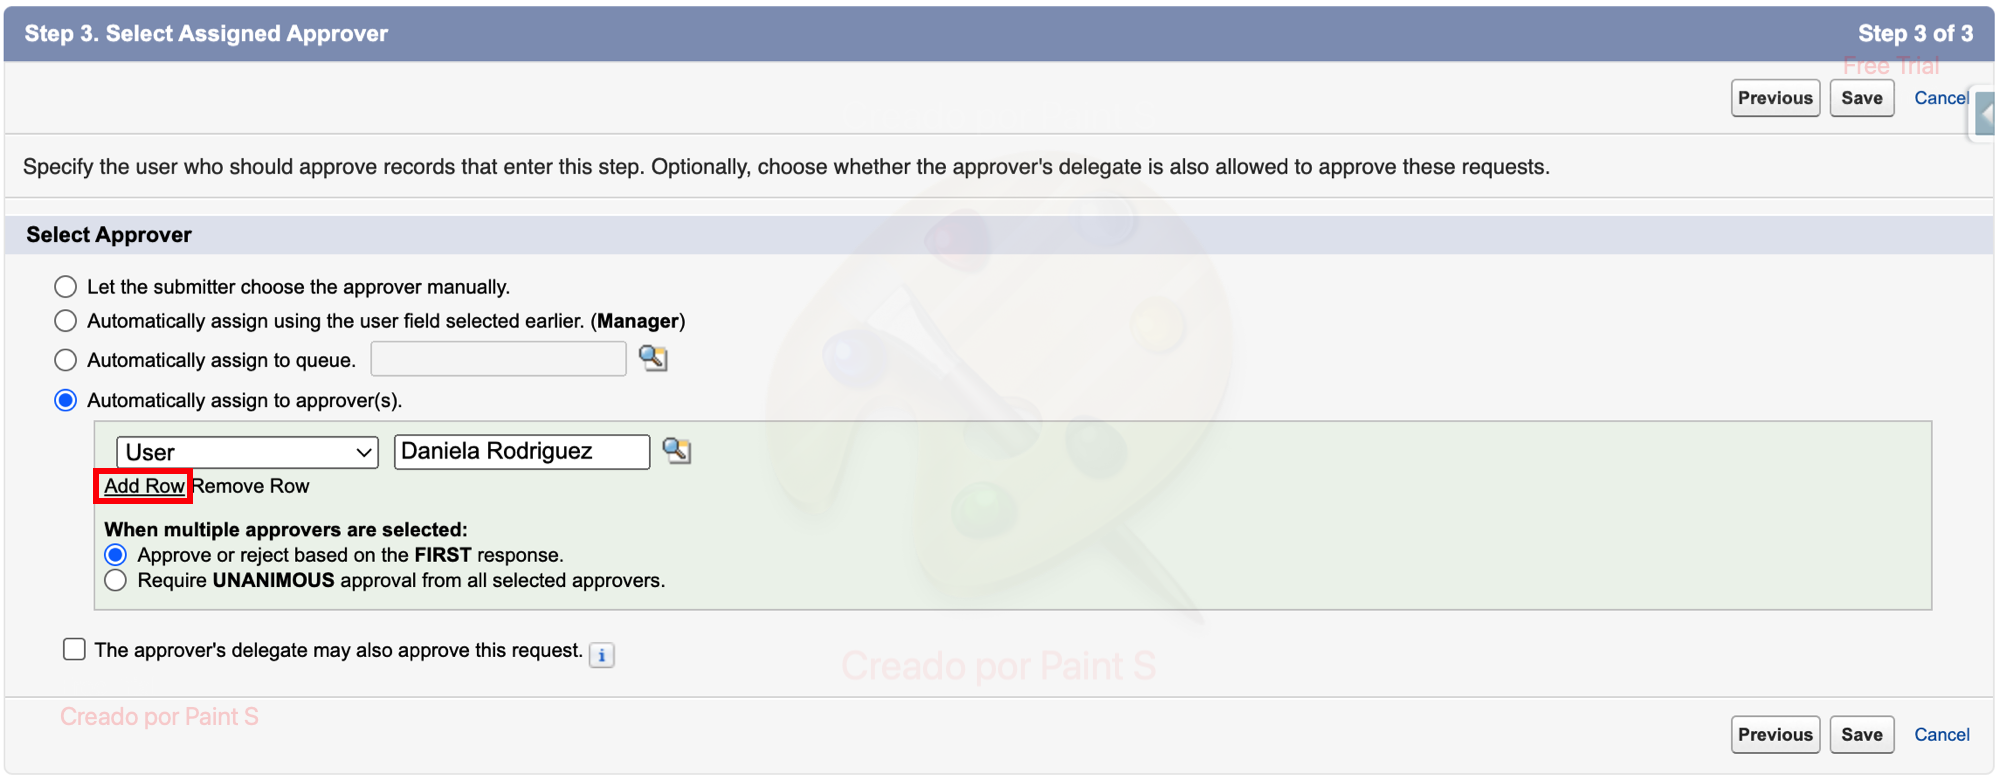 Step 3. Select Assigned Approver Step 3 of 3
Free Trial
Previous Save Cancel
Specify the user who should approve records that enter this step. Optionally, choose whether the approver's delegate is also allowed to approve these requests.
Select Approver
Let the submitter choose the approver manually.
Automatically assign using the user field selected earlier. (Manager)
Automatically assign to queue.
Automatically assign to approver(s).
User Daniela Rodriguez
Add Row Remove Row
When multiple approvers are selected:
Approve or reject based on the FIRST response.
Require UNANIMOUS approval from all selected approvers.
The approver's delegate may also approve this request. i
Creado por Paint S
Creado por Paint S
Previous Save Cancel